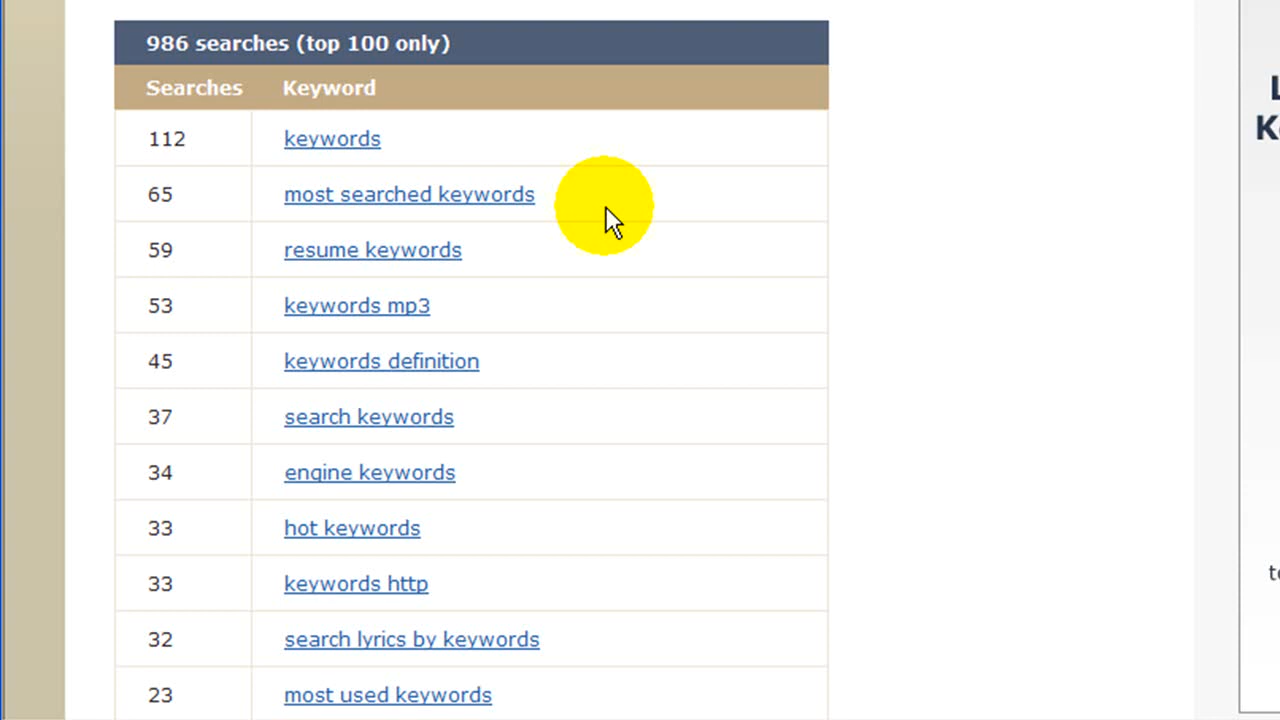 986 searches (top 100 only)
Searches Keyword
112 keywords
65 most searched keywords
59 resume keywords
53 keywords mp3
45 keywords definition
37 search keywords
34 engine keywords
33 hot keywords
33 keywords http
32 search lyrics by keywords
23 most used keywords